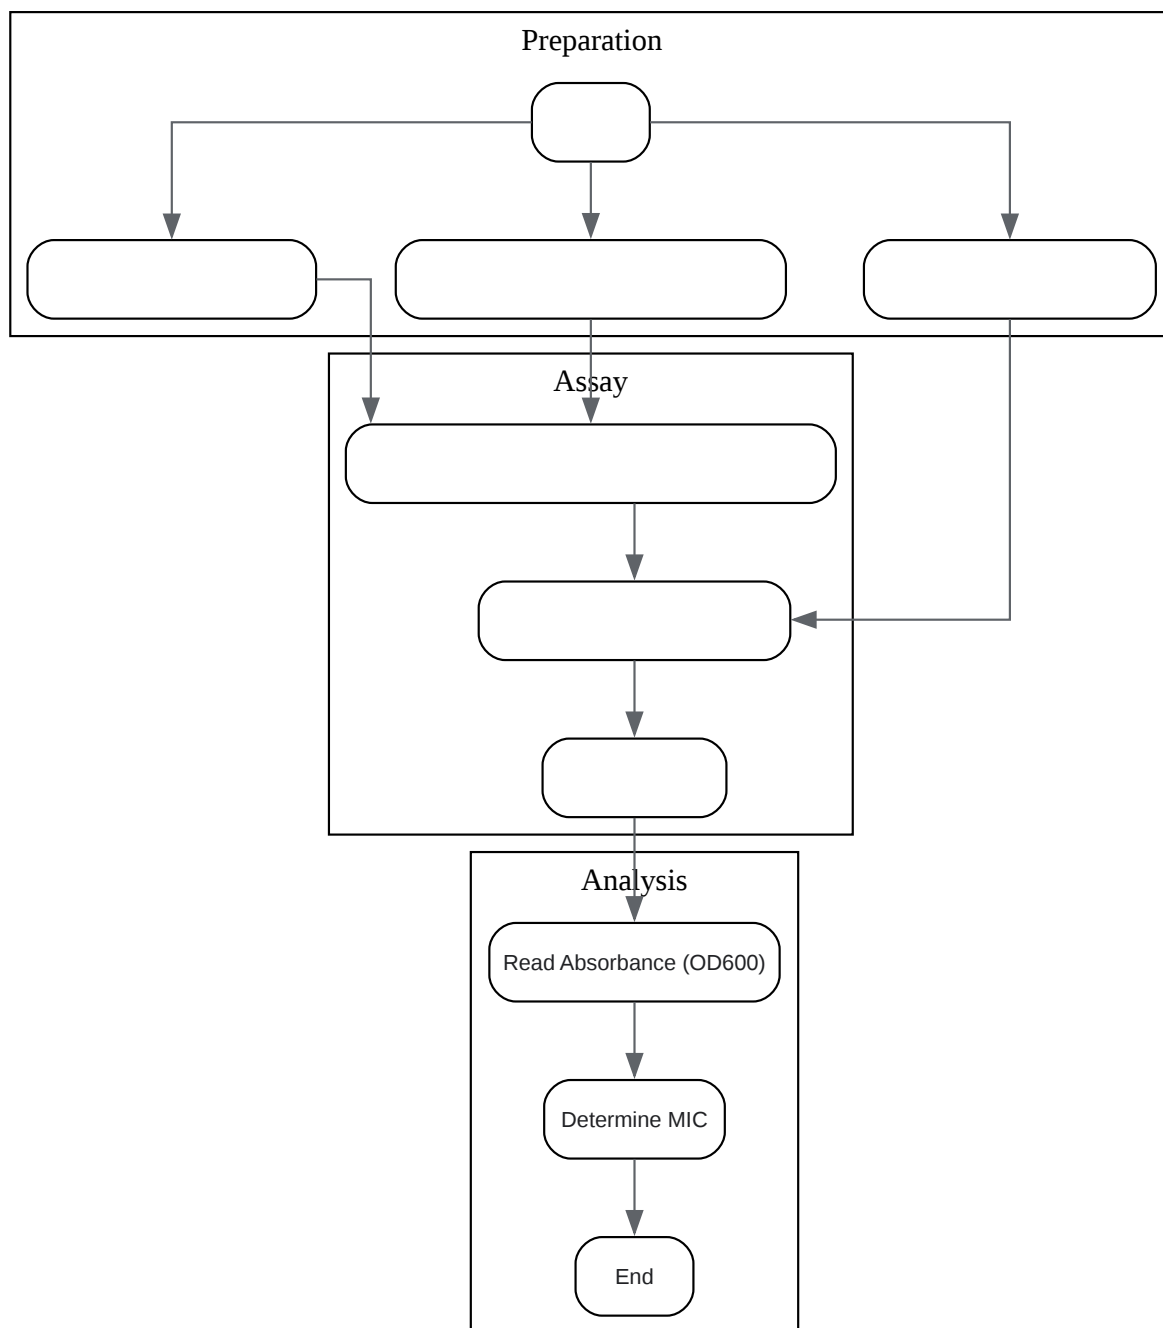 Preparation
Assay
Analysis
Read Absorbance (OD600)
Determine MIC
End